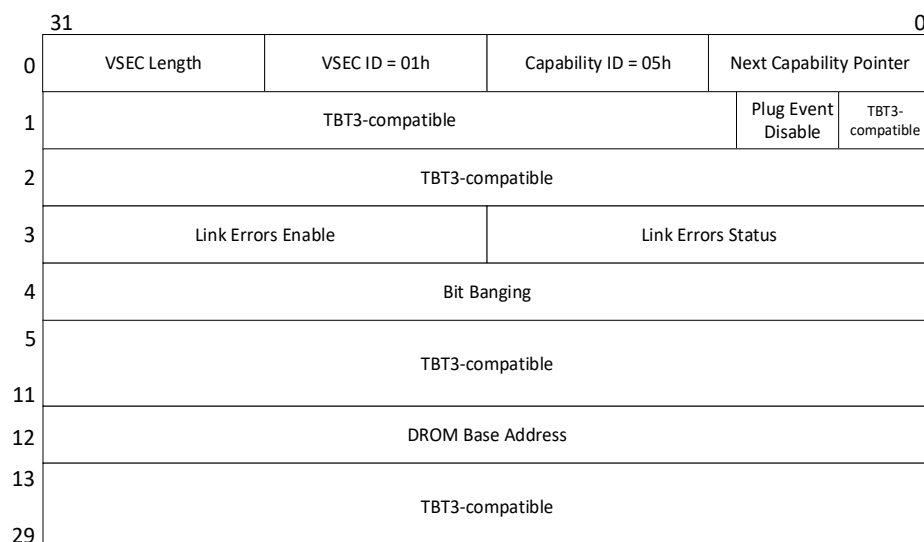 31 0
0 VSEC Length VSEC ID = 01h Capability ID = 05h Next Capability Pointer
1 TBT3-compatible Plug Event Disable TBT3-compatible
2 TBT3-compatible
3 Link Errors Enable Link Errors Status
4 Bit Banging
5
TBT3-compatible
11
12 DROM Base Address
13
TBT3-compatible
29